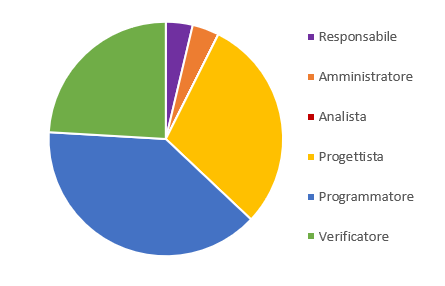 Responsabile
Amministratore
Analista
Progettista
Programmatore
Verificatore